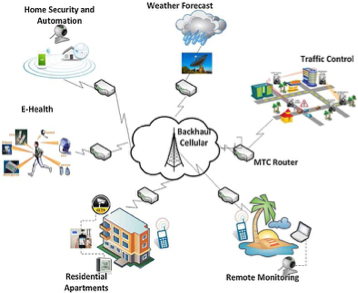 Home Security and
Automation
Weather Forecast
Traffic Control
E-Health
Backhaul
Cellular
MTC Router
Residential
Apartments
Remote Monitoring